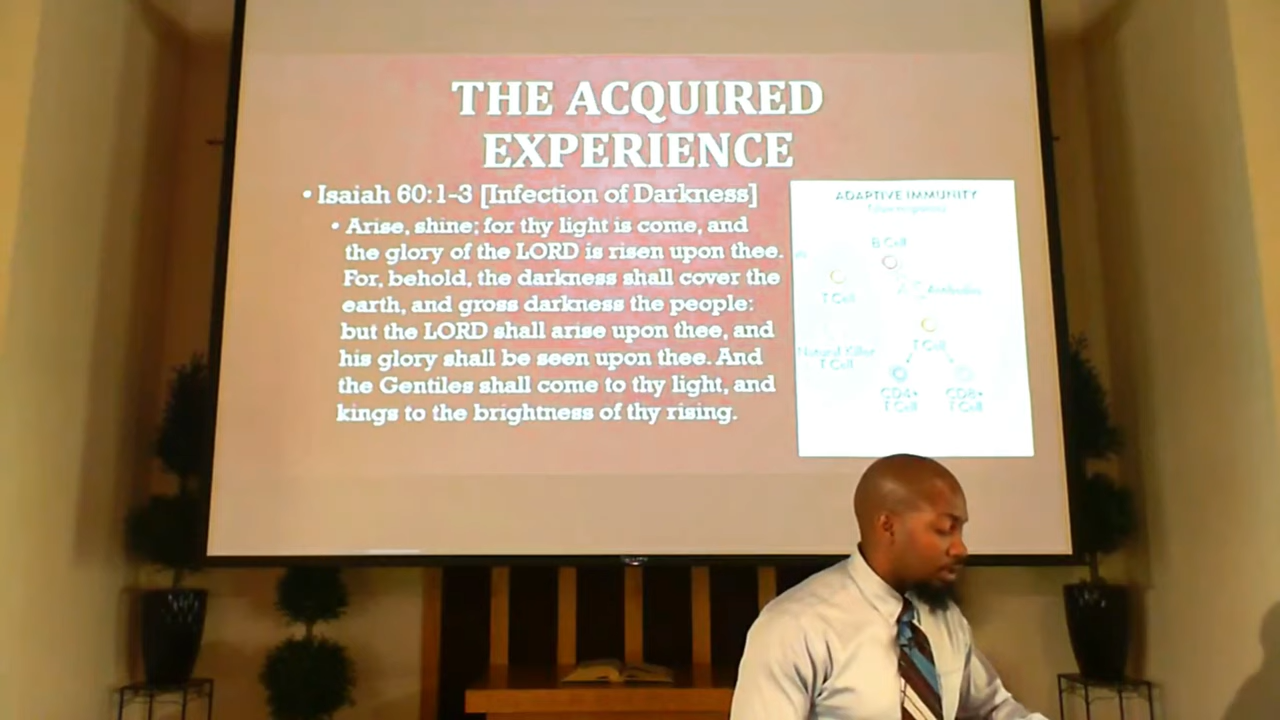 THE ACQUIRED
EXPERIENCE
• Isaiah 60:1-3 [Infection of Darkness]
• Arise, shine; for thy light is come, and
the glory of the LORD is risen upon thee.
For, behold, the darkness shall cover the
earth, and gross darkness the people:
but the LORD shall arise upon thee, and
his glory shall be seen upon thee. And
the Gentiles shall come to thy light, and
kings to the brightness of thy rising.
ADAPTIVE IMMUNITY
B Cell
T Cell
Antibodies
T Cell
Natural Killer
T Cell
CD4+
T Cell
CD8+
T Cell